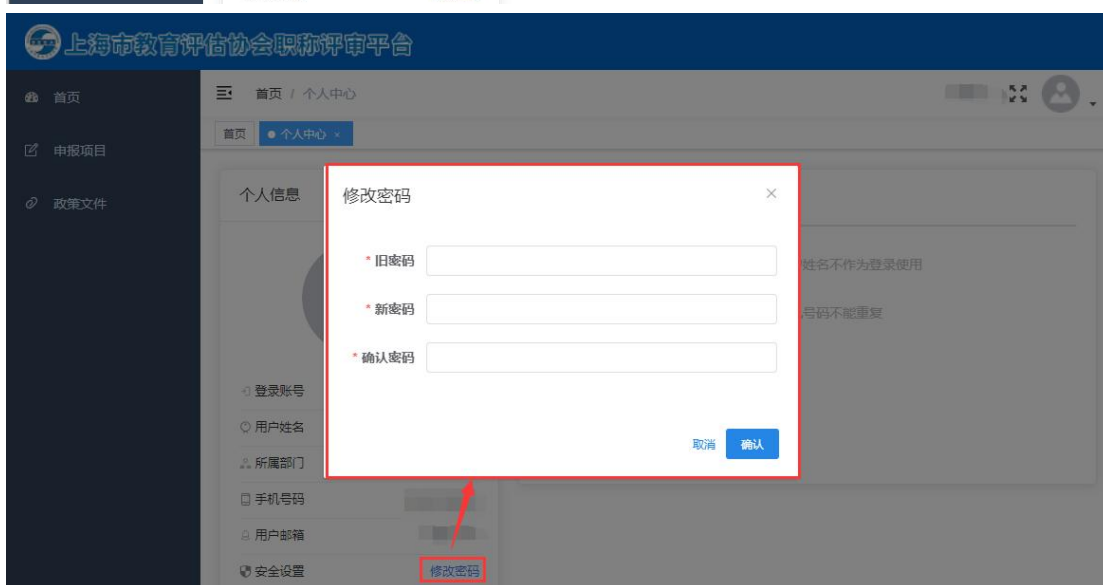 上海市教育评估协会职称评审平台
首页
申报项目
政策文件
首页 / 个人中心
首页
个人中心 ×
个人信息
修改密码
* 旧密码
* 新密码
* 确认密码
取消 确认
姓名不作为登录使用
号码不能重复
登录账号
用户姓名
所属部门
手机号码
用户邮箱
安全设置 修改密码